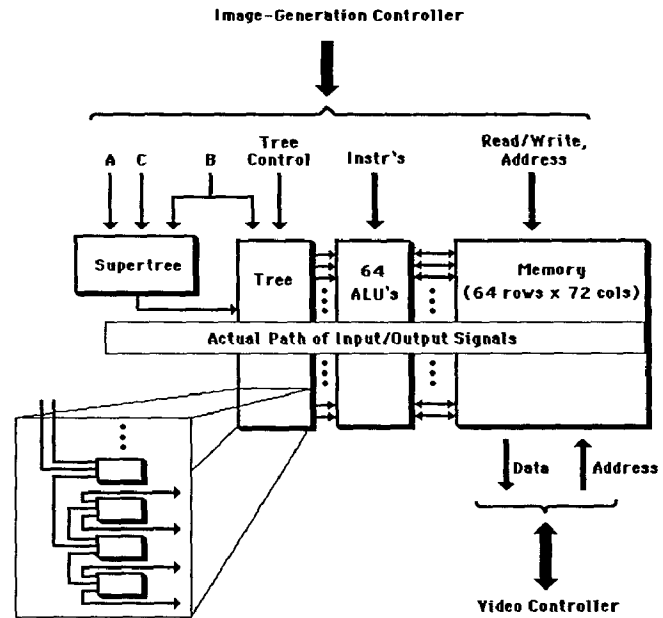 Image-Generation Controller
A C B Tree Control Instr's Read/Write, Address
Supertree
Tree
64 ALU's
Memory
(64 rows x 72 cols)
Actual Path of Input/Output Signals
Data
Address
Video Controller